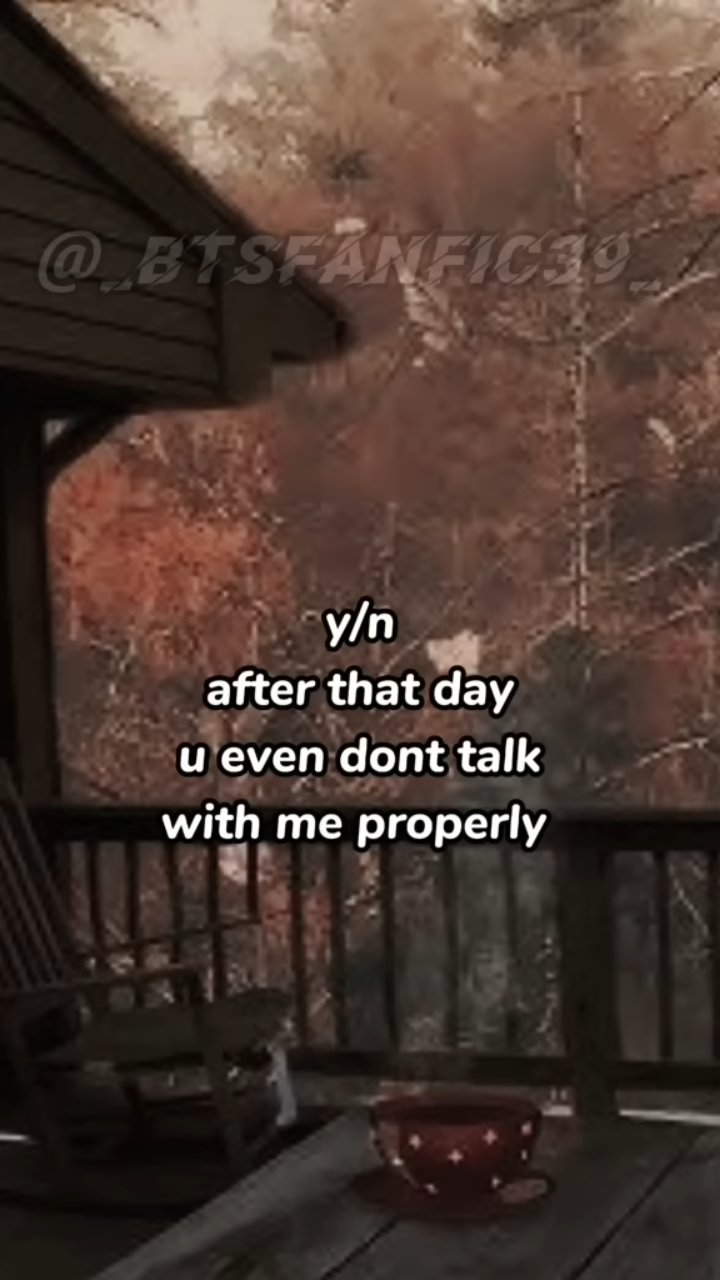 @_BTSFANFIC39_
y/n
after that day
u even dont talk
with me properly